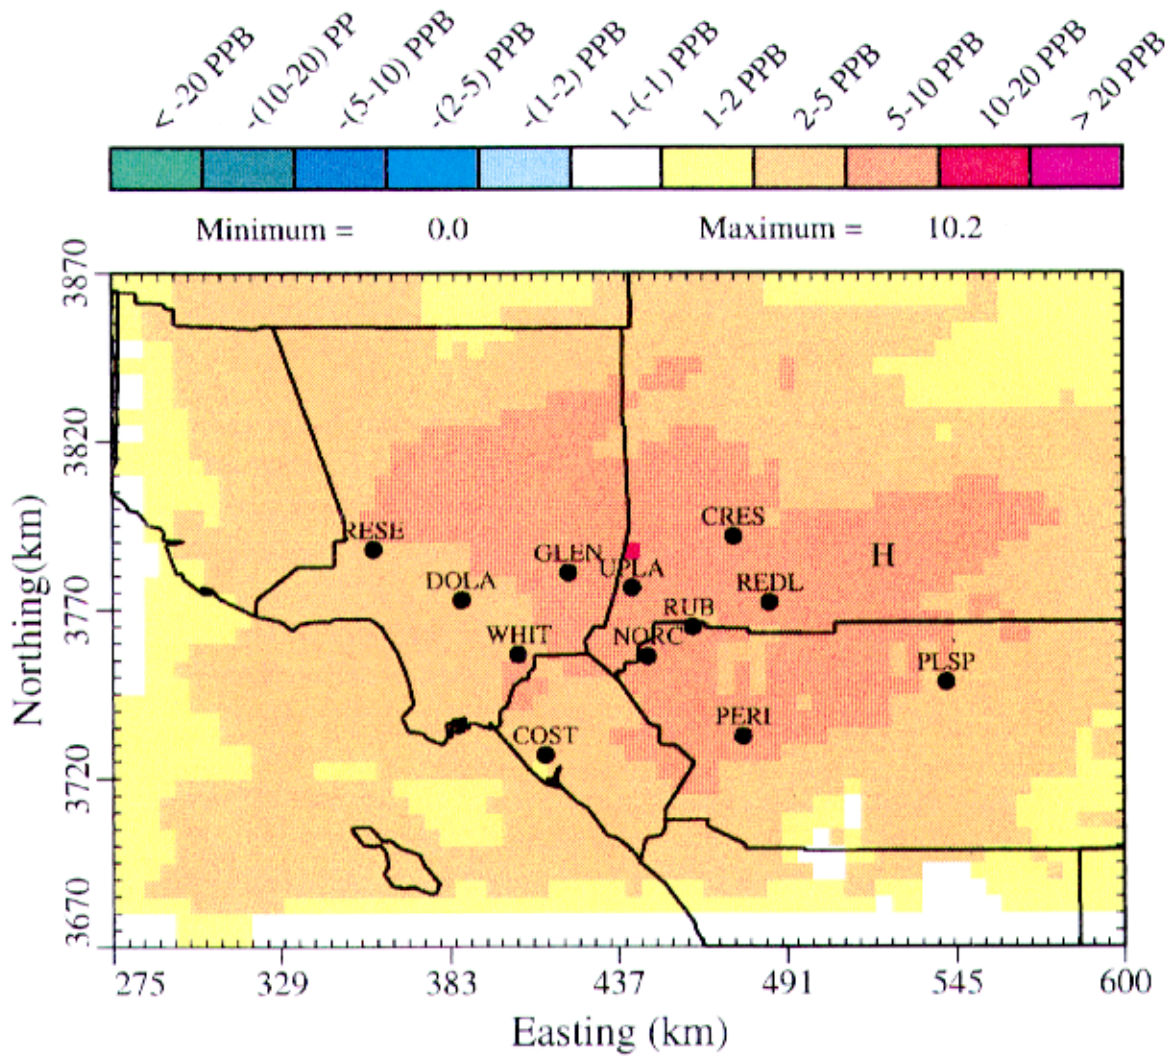 < -20 PPB
-(10-20) PP
-(5-10) PPB
-(2-5) PPB
-(1-2) PPB
1-(-1) PPB
1-2 PPB
2-5 PPB
5-10 PPB
10-20 PPB
> 20 PPB
Minimum = 0.0 Maximum = 10.2
3870
3820
3770
3720
3670
Northing(km)
RESE
DOLA
GLEN
UPLA
CRES
H
REDL
RUB
WHIT
NORC
PLSP
PERI
COST
275 329 383 437 491 545 600
Easting (km)